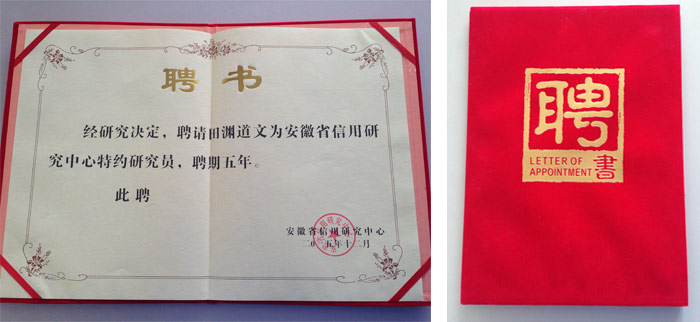 聘书
经研究决定，聘请田渊道文为安徽省信用研
究中心特约研究员，聘期五年。
此聘
安徽省信用研究中心
二〇一五年十二月
聘
LETTER OF
APPOINTMENT
書